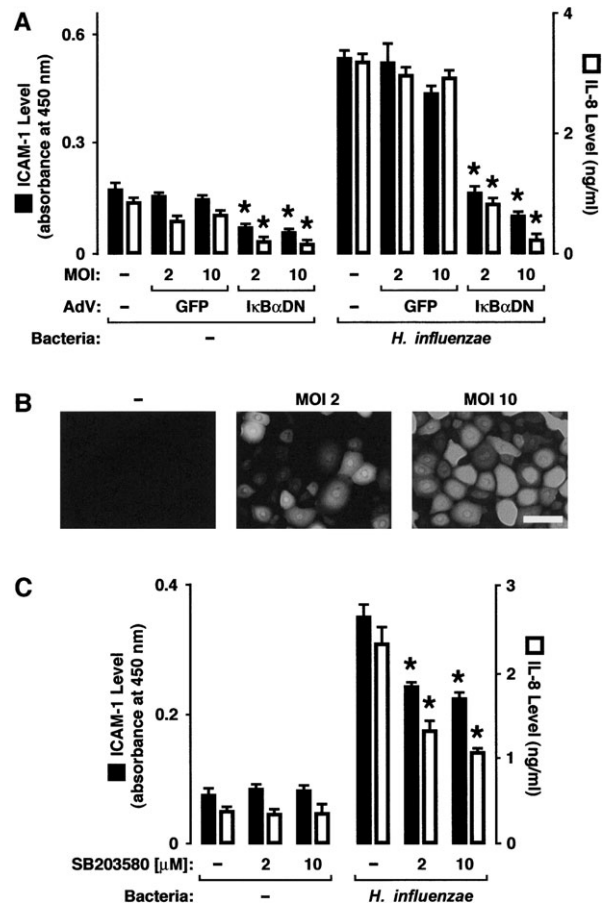 A
ICAM-1 Level
(absorbance at 450 nm)
0.6
0.3
0
4
2
0
IL-8 Level (ng/ml)
* * * * * * * *
MOI: – 2 10 2 10 – 2 10 2 10
AdV: – GFP IκBαDN – GFP IκBαDN
Bacteria: – H. influenzae
B
– MOI 2 MOI 10
C
ICAM-1 Level
(absorbance at 450 nm)
0.4
0.2
0
3
2
1
0
IL-8 Level (ng/ml)
* * * *
SB203580 [μM]: – 2 10 – 2 10
Bacteria: – H. influenzae